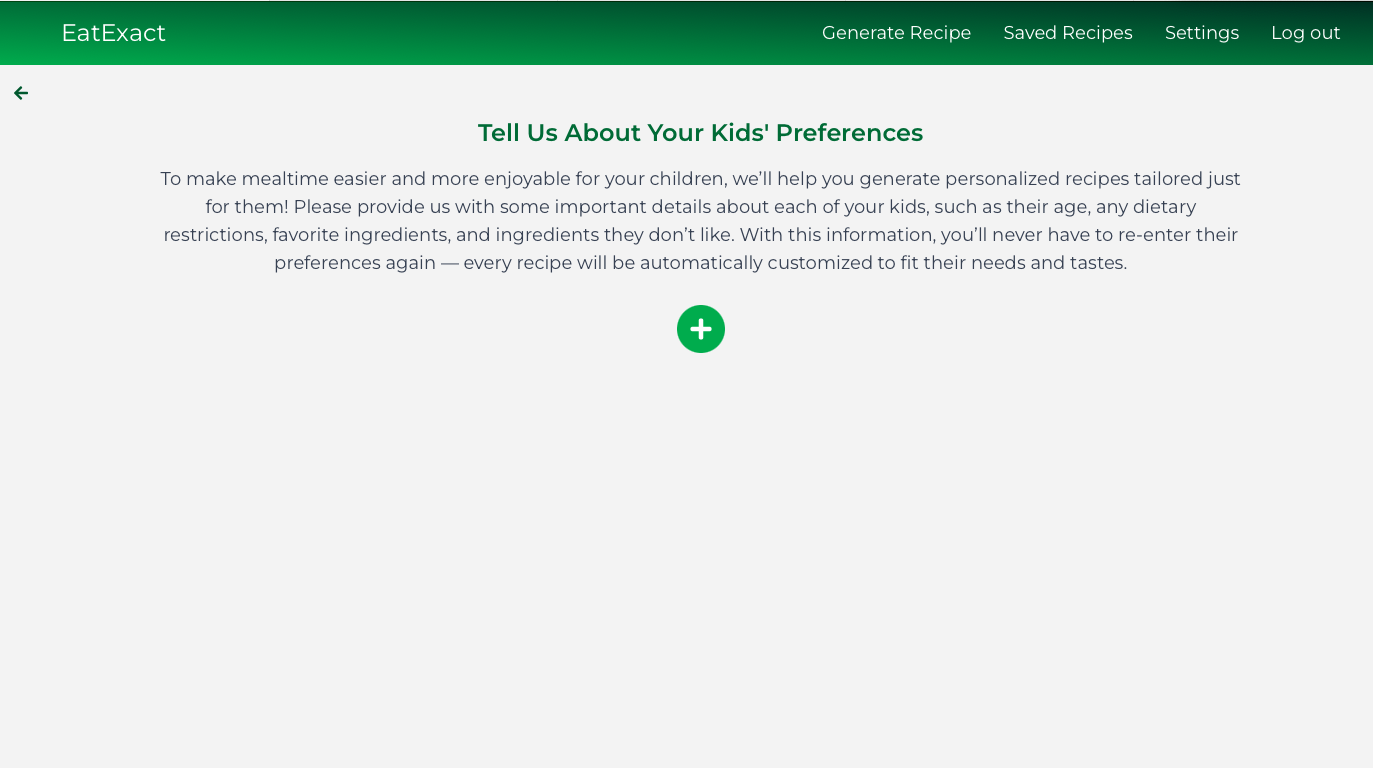 EatExact
Generate Recipe
Saved Recipes
Settings
Log out
Tell Us About Your Kids' Preferences
To make mealtime easier and more enjoyable for your children, we’ll help you generate personalized recipes tailored just
for them! Please provide us with some important details about each of your kids, such as their age, any dietary
restrictions, favorite ingredients, and ingredients they don’t like. With this information, you’ll never have to re-enter their
preferences again — every recipe will be automatically customized to fit their needs and tastes.